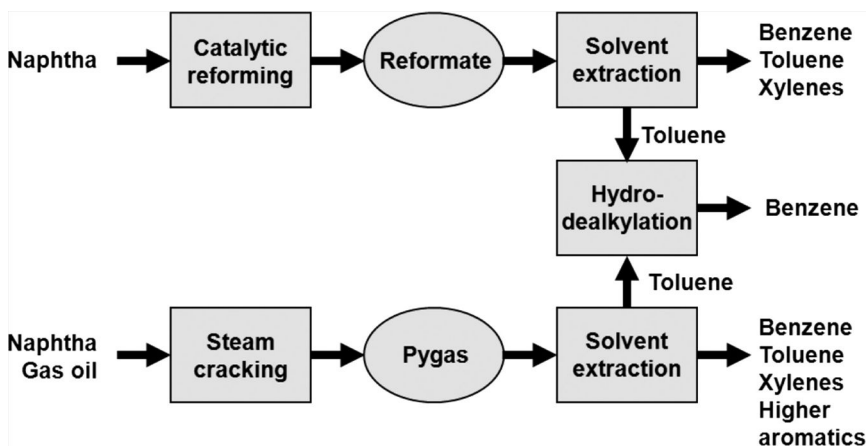 Naphtha
Catalytic
reforming
Reformate
Solvent
extraction
Benzene
Toluene
Xylenes
Toluene
Hydro-
dealkylation
Benzene
Toluene
Naphtha
Gas oil
Steam
cracking
Pygas
Solvent
extraction
Benzene
Toluene
Xylenes
Higher
aromatics